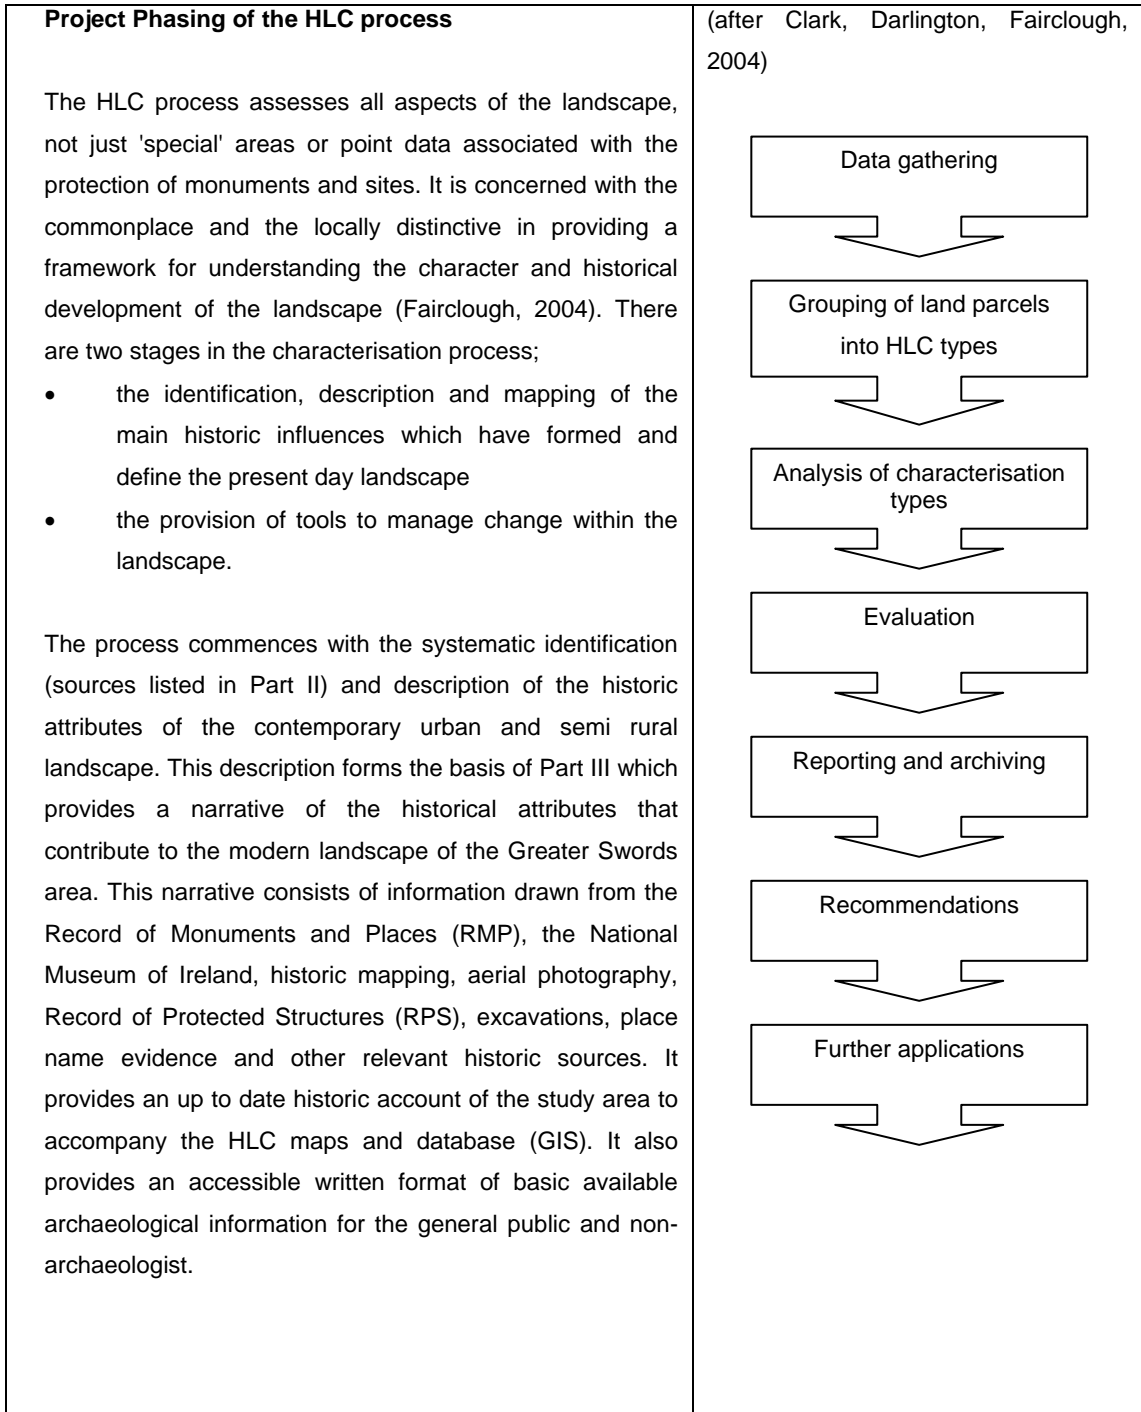 Project Phasing of the HLC process
The HLC process assesses all aspects of the landscape,
not just 'special' areas or point data associated with the
protection of monuments and sites. It is concerned with the
commonplace and the locally distinctive in providing a
framework for understanding the character and historical
development of the landscape (Fairclough, 2004). There
are two stages in the characterisation process;
• the identification, description and mapping of the
main historic influences which have formed and
define the present day landscape
• the provision of tools to manage change within the
landscape.
The process commences with the systematic identification
(sources listed in Part II) and description of the historic
attributes of the contemporary urban and semi rural
landscape. This description forms the basis of Part III which
provides a narrative of the historical attributes that
contribute to the modern landscape of the Greater Swords
area. This narrative consists of information drawn from the
Record of Monuments and Places (RMP), the National
Museum of Ireland, historic mapping, aerial photography,
Record of Protected Structures (RPS), excavations, place
name evidence and other relevant historic sources. It
provides an up to date historic account of the study area to
accompany the HLC maps and database (GIS). It also
provides an accessible written format of basic available
archaeological information for the general public and non-
archaeologist.
(after Clark, Darlington, Fairclough,
2004)
Data gathering
Grouping of land parcels
into HLC types
Analysis of characterisation
types
Evaluation
Reporting and archiving
Recommendations
Further applications